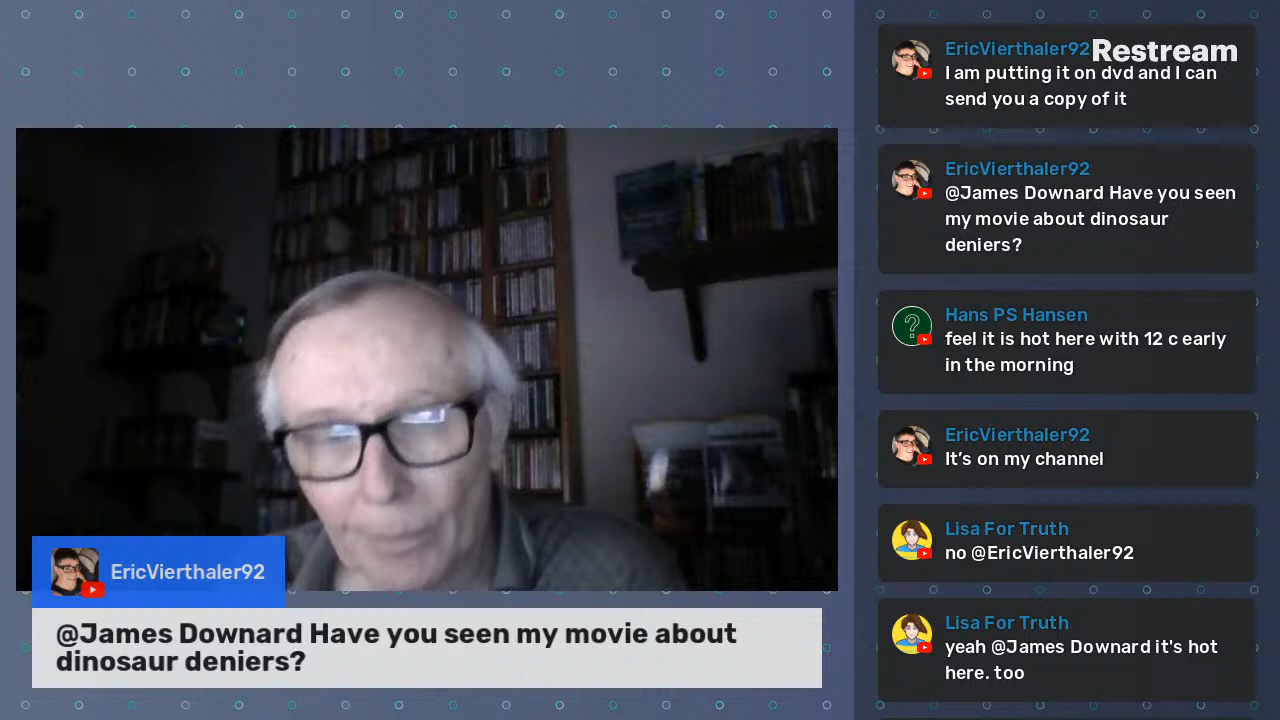 EricVierthaler92
@James Downard Have you seen my movie about
dinosaur deniers?
Restream
EricVierthaler92
I am putting it on dvd and I can
send you a copy of it
EricVierthaler92
@James Downard Have you seen
my movie about dinosaur
deniers?
Hans PS Hansen
feel it is hot here with 12 c early
in the morning
EricVierthaler92
It's on my channel
Lisa For Truth
no @EricVierthaler92
Lisa For Truth
yeah @James Downard it's hot
here. too